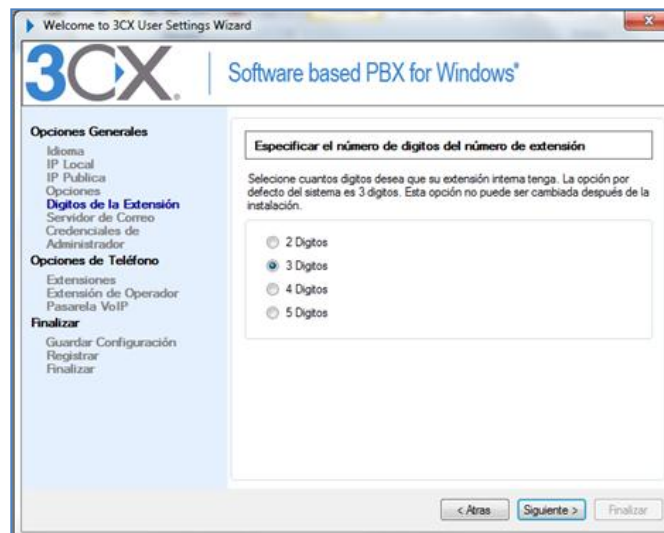 Welcome to 3CX User Settings Wizard
3CX.
Software based PBX for Windows*
Opciones Generales
Idioma
IP Local
IP Publica
Opciones
Digitos de la Extensión
Servidor de Correo
Credenciales de
Administrador
Opciones de Teléfono
Extensiones
Extensión de Operador
Pasarela VoIP
Finalizar
Guardar Configuración
Registrar
Finalizar
Especificar el número de digitos del número de extensión
Selecione cuantos digitos desea que su extensión interna tenga. La opción por
defecto del sistema es 3 digitos. Esta opción no puede ser cambiada después de la
instalación.
2 Digitos
3 Digitos
4 Digitos
5 Digitos
< Atras
Siguiente >
Finalizar